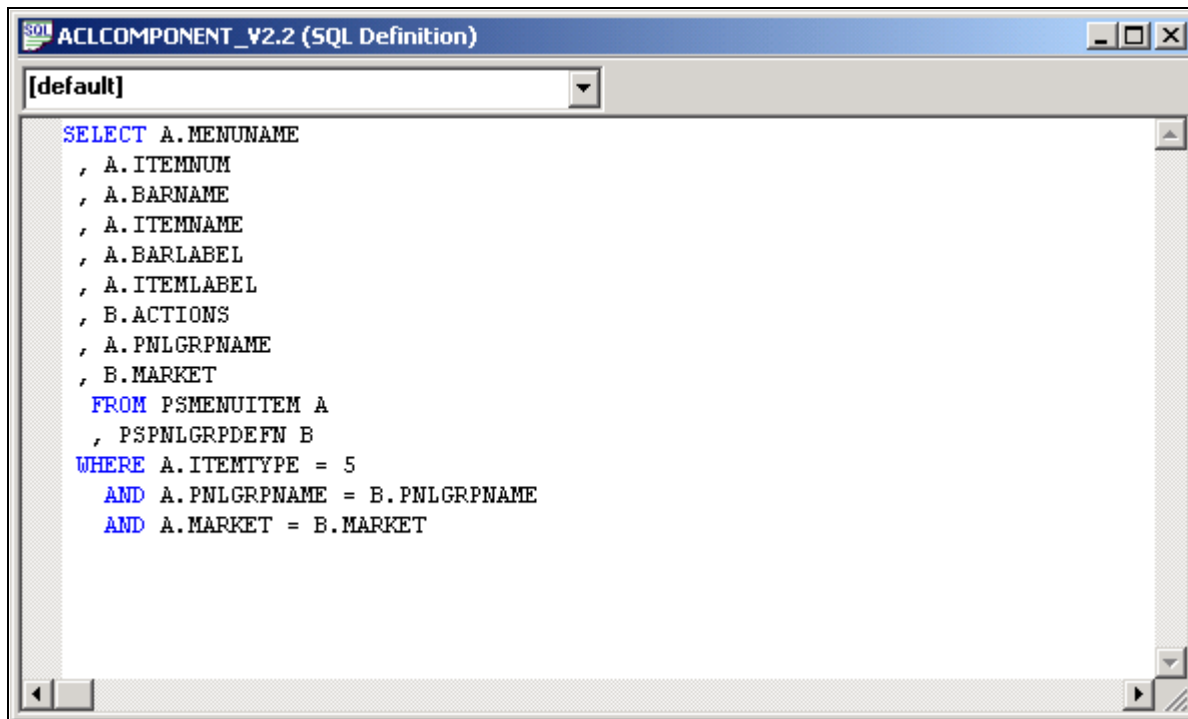 SQL ACLCOMPONENT_V2.2 (SQL Definition)
[default]
SELECT A.MENUNAME
, A.ITEMNUM
, A.BARNAME
, A.ITEMNAME
, A.BARLABEL
, A.ITEMLABEL
, B.ACTIONS
, A.PNLGRPNAME
, B.MARKET
FROM PSMENUITEM A
, PSPNLGRPDEFN B
WHERE A.ITEMTYPE = 5
AND A.PNLGRPNAME = B.PNLGRPNAME
AND A.MARKET = B.MARKET